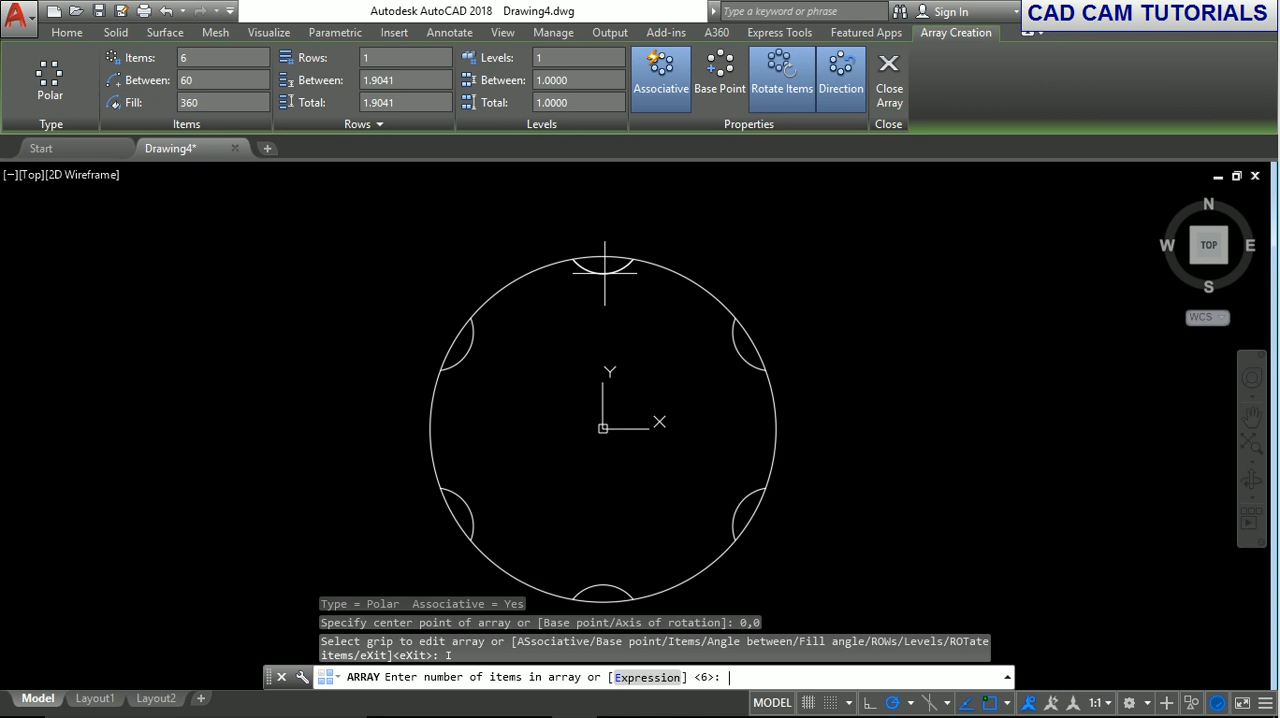 Autodesk AutoCAD 2018 Drawing4.dwg
Type a keyword or phrase
Sign In
CAD CAM TUTORIALS
Home Solid Surface Mesh Visualize Parametric Insert Annotate View Manage Output Add-ins A360 Express Tools Featured Apps Array Creation
Items: 6 Rows: 1 Levels: 1
Between: 60 Between: 1.9041 Between: 1.0000
Fill: 360 Total: 1.9041 Total: 1.0000
Polar
Associative Base Point Rotate Items Direction Close Array
Type Items Rows Levels Properties Close
Start Drawing4*
[−][Top][2D Wireframe]
N
W TOP E
S
WCS
Y
X
Type = Polar Associative = Yes
Specify center point of array or [Base point/Axis of rotation]: 0,0
Select grip to edit array or [ASsociative/Base point/Items/Angle between/Fill angle/ROWs/Levels/ROTate
items/eXit]<eXit>: I
ARRAY Enter number of items in array or [Expression] <6>:
Model Layout1 Layout2 +
MODEL 1:1